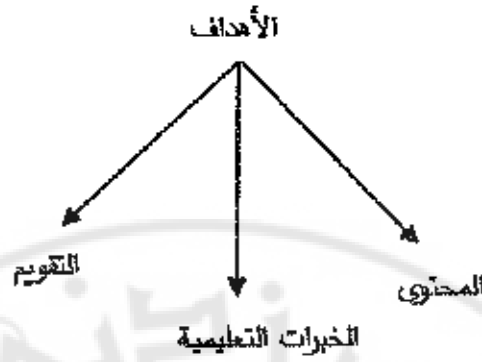 الأهداف
المحتوى
التقويم
الخبرات التعليمية